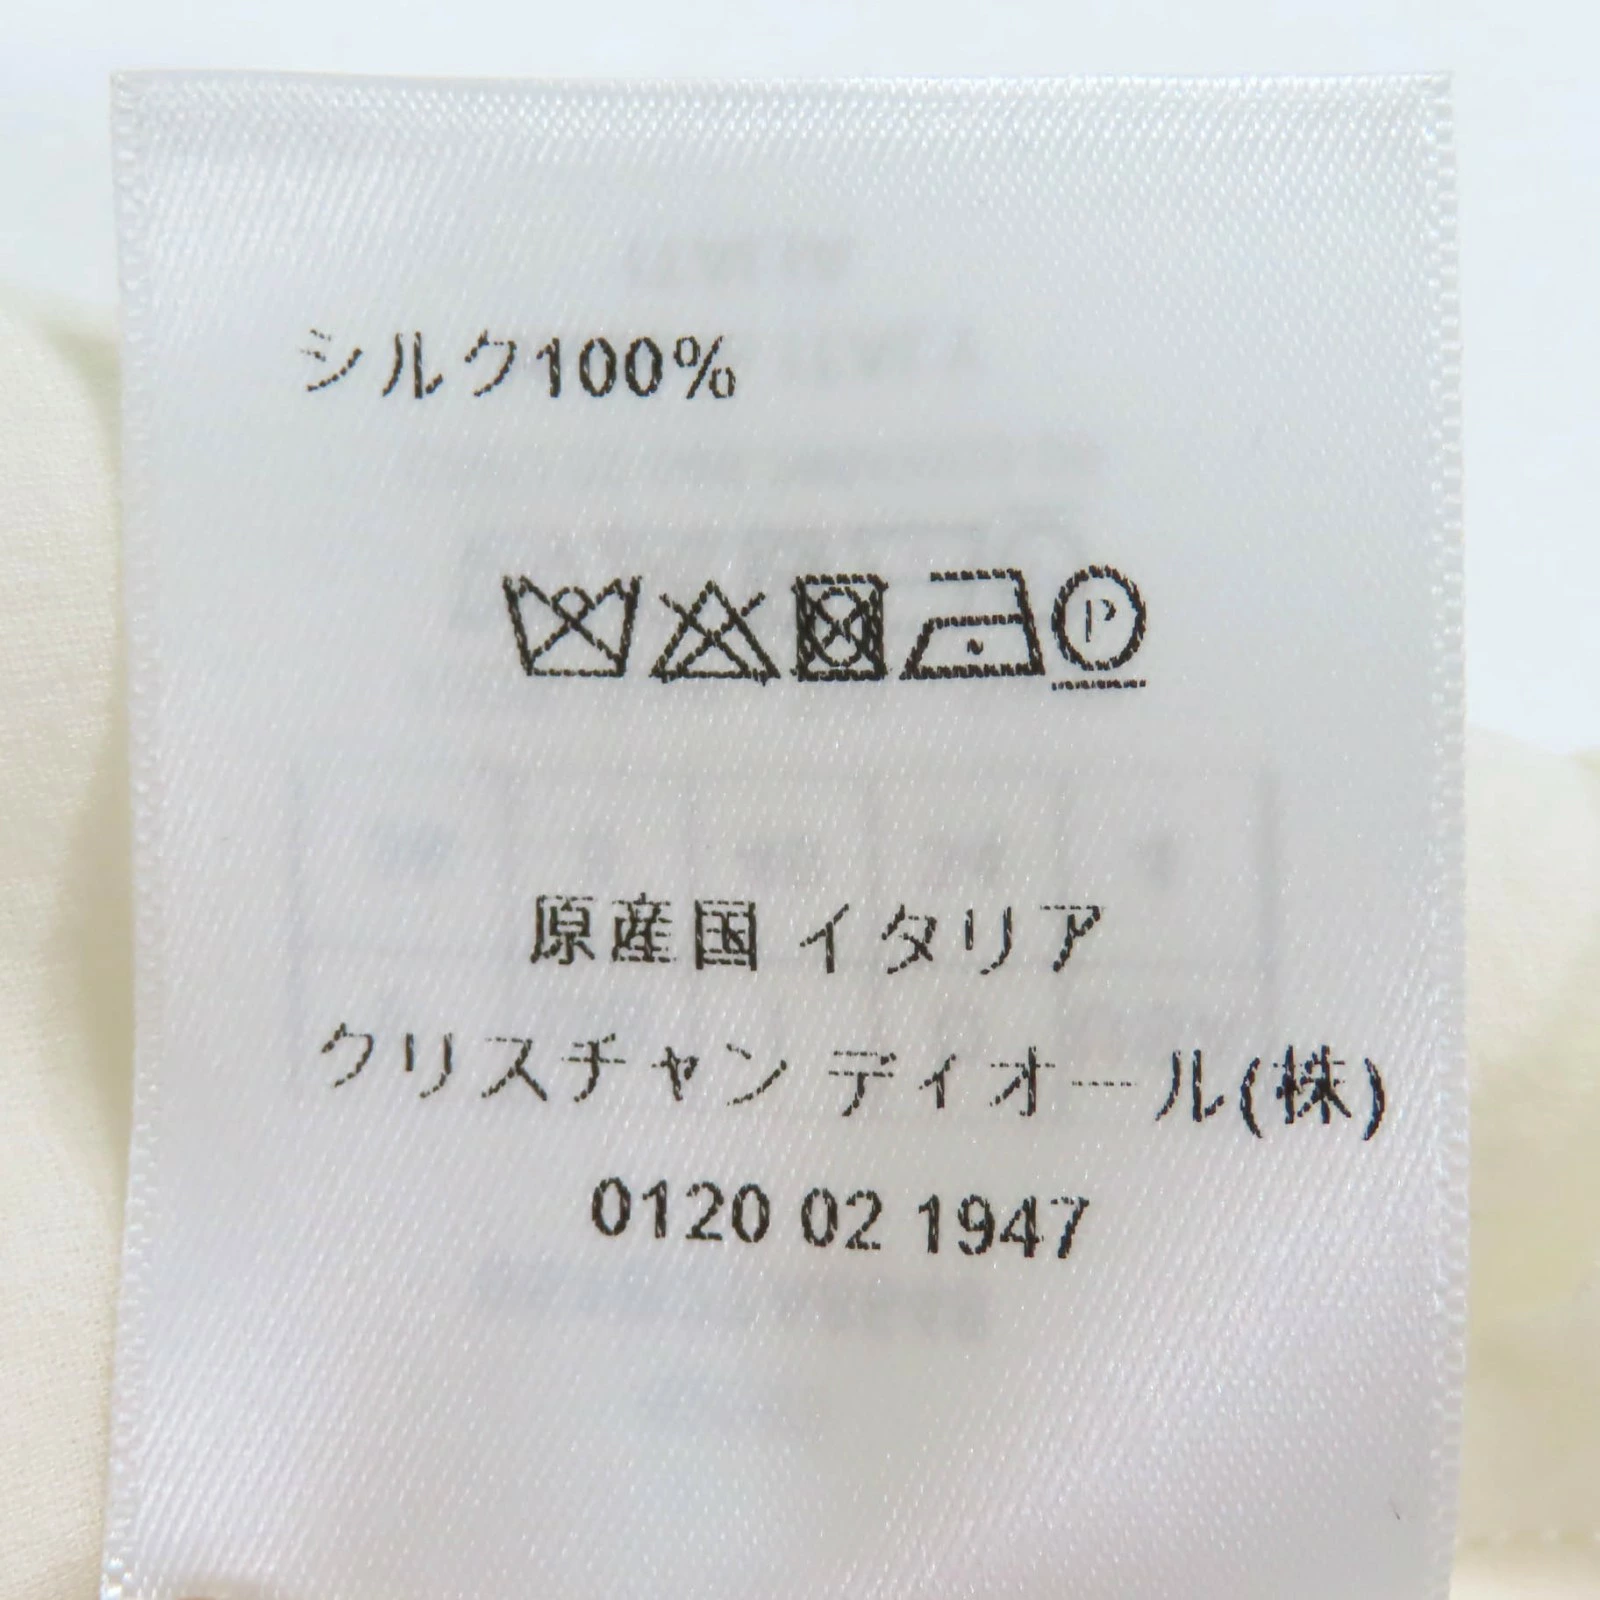 シルク100%
原産国 イタリア
クリスチャン ディオール(株)
0120 02 1947